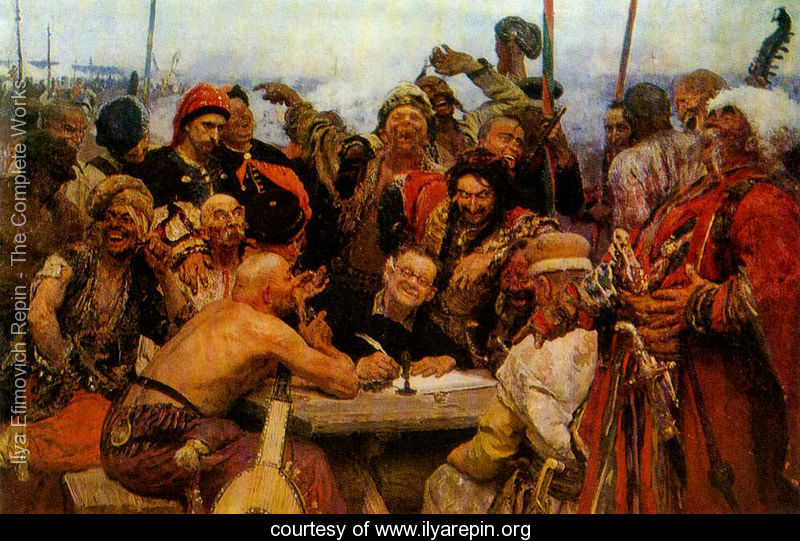 Ilya Efimovich Repin - The Complete Works
courtesy of www.ilyarepin.org